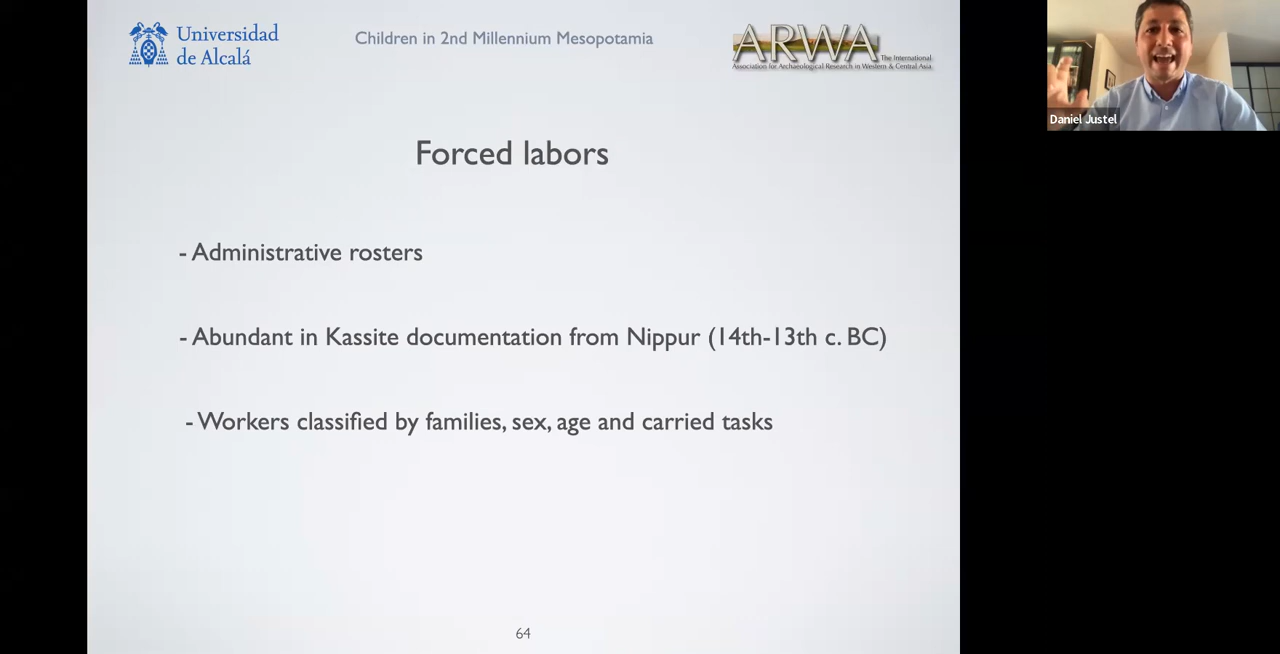 Universidad
de Alcalá
Children in 2nd Millennium Mesopotamia
ARWA
The International
Association for Archaeological Research in Western & Central Asia
Daniel Justel
Forced labors
- Administrative rosters
- Abundant in Kassite documentation from Nippur (14th-13th c. BC)
- Workers classified by families, sex, age and carried tasks
64